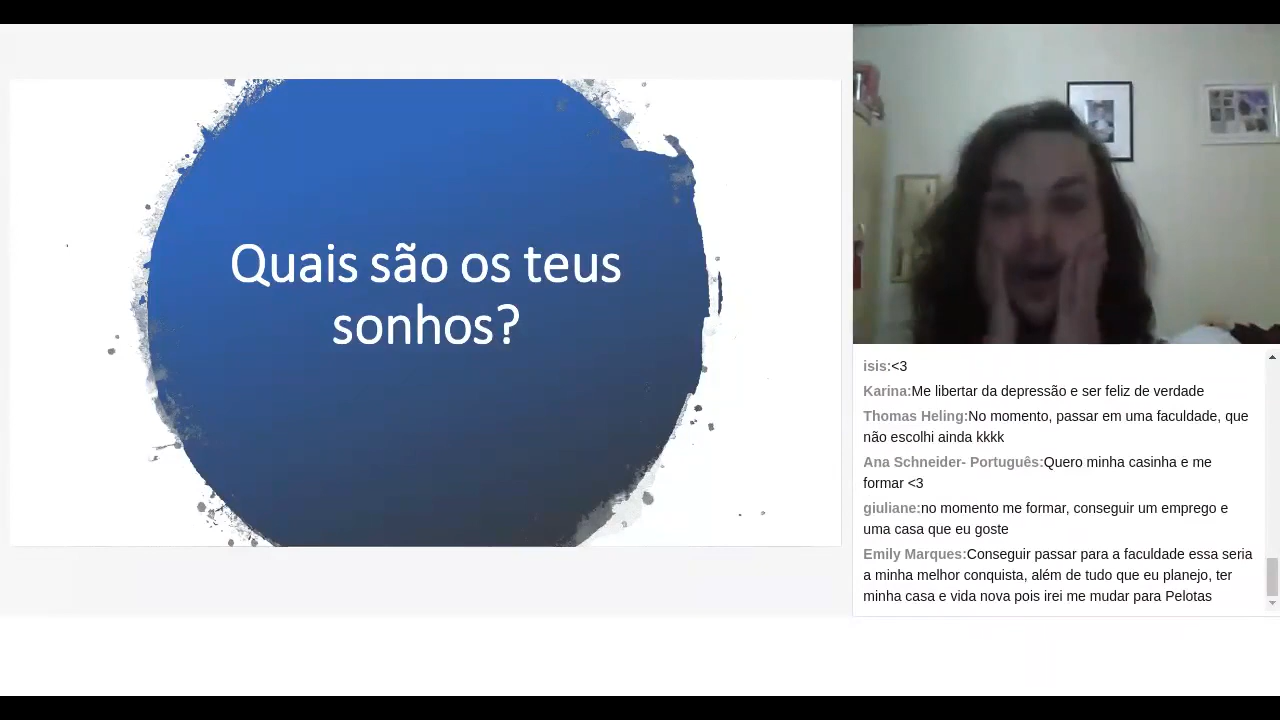 Quais são os teus
sonhos?
isis:<3
Karina:Me libertar da depressão e ser feliz de verdade
Thomas Heling:No momento, passar em uma faculdade, que
não escolhi ainda kkkk
Ana Schneider- Português:Quero minha casinha e me
formar <3
giuliane:no momento me formar, conseguir um emprego e
uma casa que eu goste
Emily Marques:Conseguir passar para a faculdade essa seria
a minha melhor conquista, além de tudo que eu planejo, ter
minha casa e vida nova pois irei me mudar para Pelotas